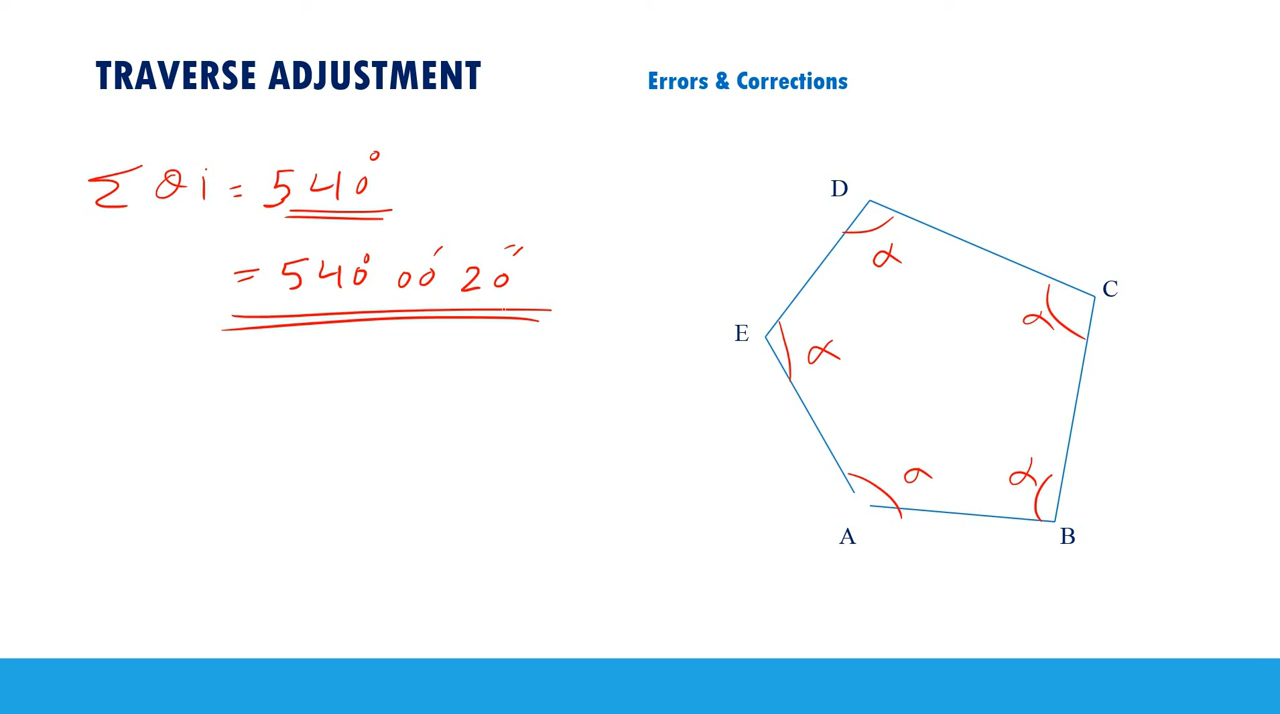 TRAVERSE ADJUSTMENT
Errors & Corrections
Σ θi = 540°
= 540° 00' 20"
D
α
C
α
E
α
α
α
A
B